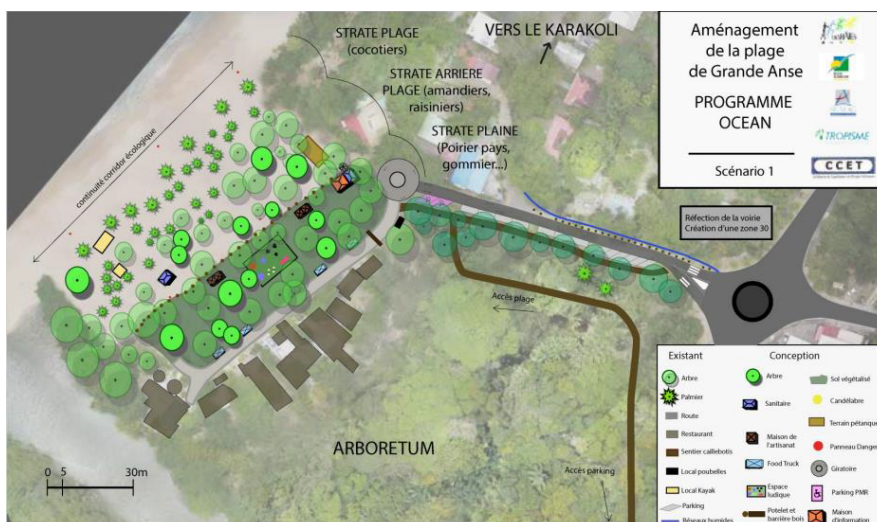 STRATE PLAGE
(cocotiers)
VERS LE KARAKOLI
STRATE ARRIERE
PLAGE (amandiers,
raisiniers)
STRATE PLAINE
(Poirier pays,
gommier...)
continuité corridor écologique
Aménagement
de la plage
de Grande Anse
PROGRAMME
OCEAN
Scénario 1
TROPISME
CCET
Réfection de la voirie
Création d'une zone 30
Accès plage
Accès parking
ARBORETUM
0 5 30m
Existant
Arbre
Palmier
Route
Restaurant
Sentier caillebotis
Local poubelles
Local Kayak
Parking
Réseaux humides
Conception
Arbre
Sanitaire
Maison de
l'artisanat
Food Truck
Espace
ludique
Potelet et
barrière bois
Sol végétalisé
Candélabre
Terrain pétanque
Panneau Danger
Giratoire
Parking PMR
Maison
d'information